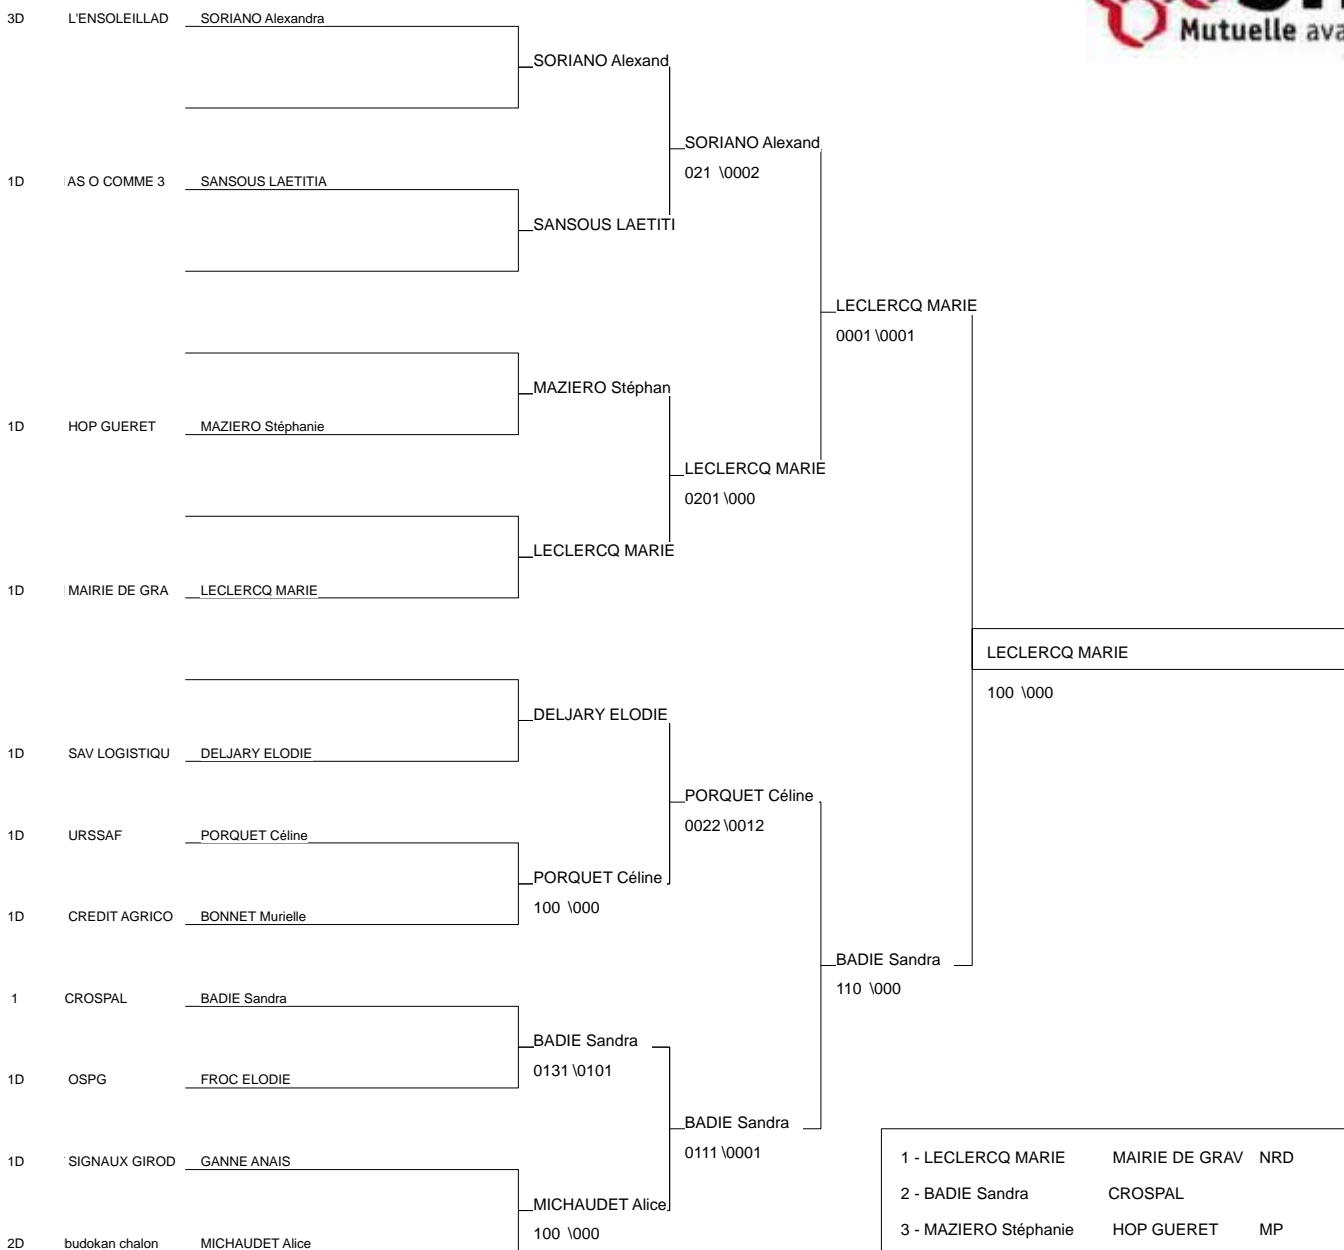 3D L'ENSOLEILLAD SORIANO Alexandra
Mutuelle ava
SORIANO Alexand
SORIANO Alexand
021 \0002
1D AS O COMME 3 SANSOUS LAETITIA
SANSOUS LAETITI
LECLERCQ MARIE
0001 \0001
MAZIERO Stéphan
1D HOP GUERET MAZIERO Stéphanie
LECLERCQ MARIE
0201 \000
LECLERCQ MARIE
1D MAIRIE DE GRA LECLERCQ MARIE
LECLERCQ MARIE
100 \000
DELJARY ELODIE
1D SAV LOGISTIQU DELJARY ELODIE
PORQUET Céline
0022 \0012
1D URSSAF PORQUET Céline
PORQUET Céline
100 \000
1D CREDIT AGRICO BONNET Murielle
BADIE Sandra
110 \000
1 CROSPAL BADIE Sandra
BADIE Sandra
0131 \0101
1D OSPG FROC ELODIE
BADIE Sandra
0111 \0001
1D SIGNAUX GIROD GANNE ANAIS
MICHAUDET Alice
100 \000
2D budokan chalon MICHAUDET Alice
1 - LECLERCQ MARIE MAIRIE DE GRAV NRD
2 - BADIE Sandra CROSPAL
3 - MAZIERO Stéphanie HOP GUERET MP